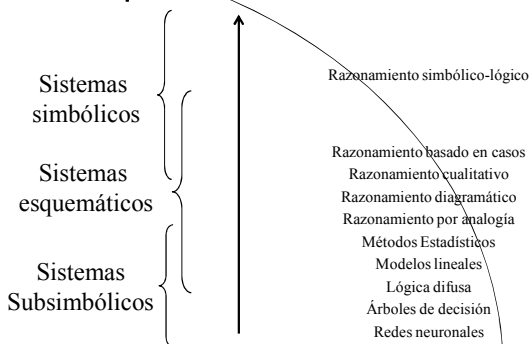 Sistemas
simbólicos
Sistemas
esquemáticos
Sistemas
Subsimbólicos
Razonamiento simbólico-lógico
Razonamiento basado en casos
Razonamiento cualitativo
Razonamiento diagramático
Razonamiento por analogía
Métodos Estadísticos
Modelos lineales
Lógica difusa
Árboles de decisión
Redes neuronales